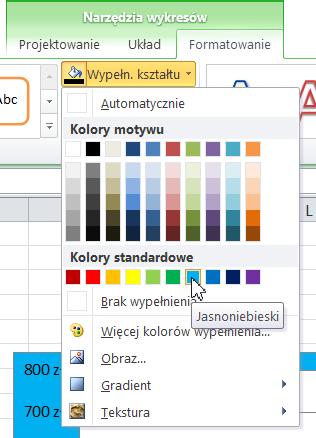 Narzędzia wykresów
Projektowanie Układ Formatowanie
Abc
Wypełn. kształtu
Automatycznie
Kolory motywu
Kolory standardowe
Brak wypełnienia
Jasnoniebieski
Więcej kolorów wypełnienia...
Obraz...
Gradient
Tekstura
L
800 z
700 z